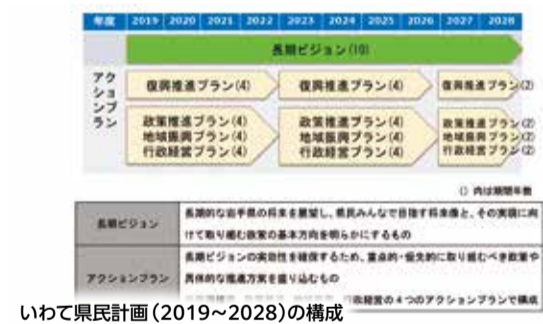 年度 2019 2020 2021 2022 2023 2024 2025 2026 2027 2028
長期ビジョン(10)
アクションプラン
復興推進プラン(4) 復興推進プラン(4) 復興推進プラン(2)
政策推進プラン(4) 政策推進プラン(4) 政策推進プラン(2)
地域振興プラン(4) 地域振興プラン(4) 地域振興プラン(2)
行政経営プラン(4) 行政経営プラン(4) 行政経営プラン(2)
() 内は期間年数
長期ビジョン
長期的な岩手県の将来を展望し、県民みんなで目指す将来像と、その実現に向
けて取り組む政策の基本方向を明らかにするもの
アクションプラン
長期ビジョンの実効性を確保するため、重点的・優先的に取り組むべき政策や
具体的な推進方策を盛り込むもの
行政経営の4つのアクションプランで構成
いわて県民計画(2019～2028)の構成